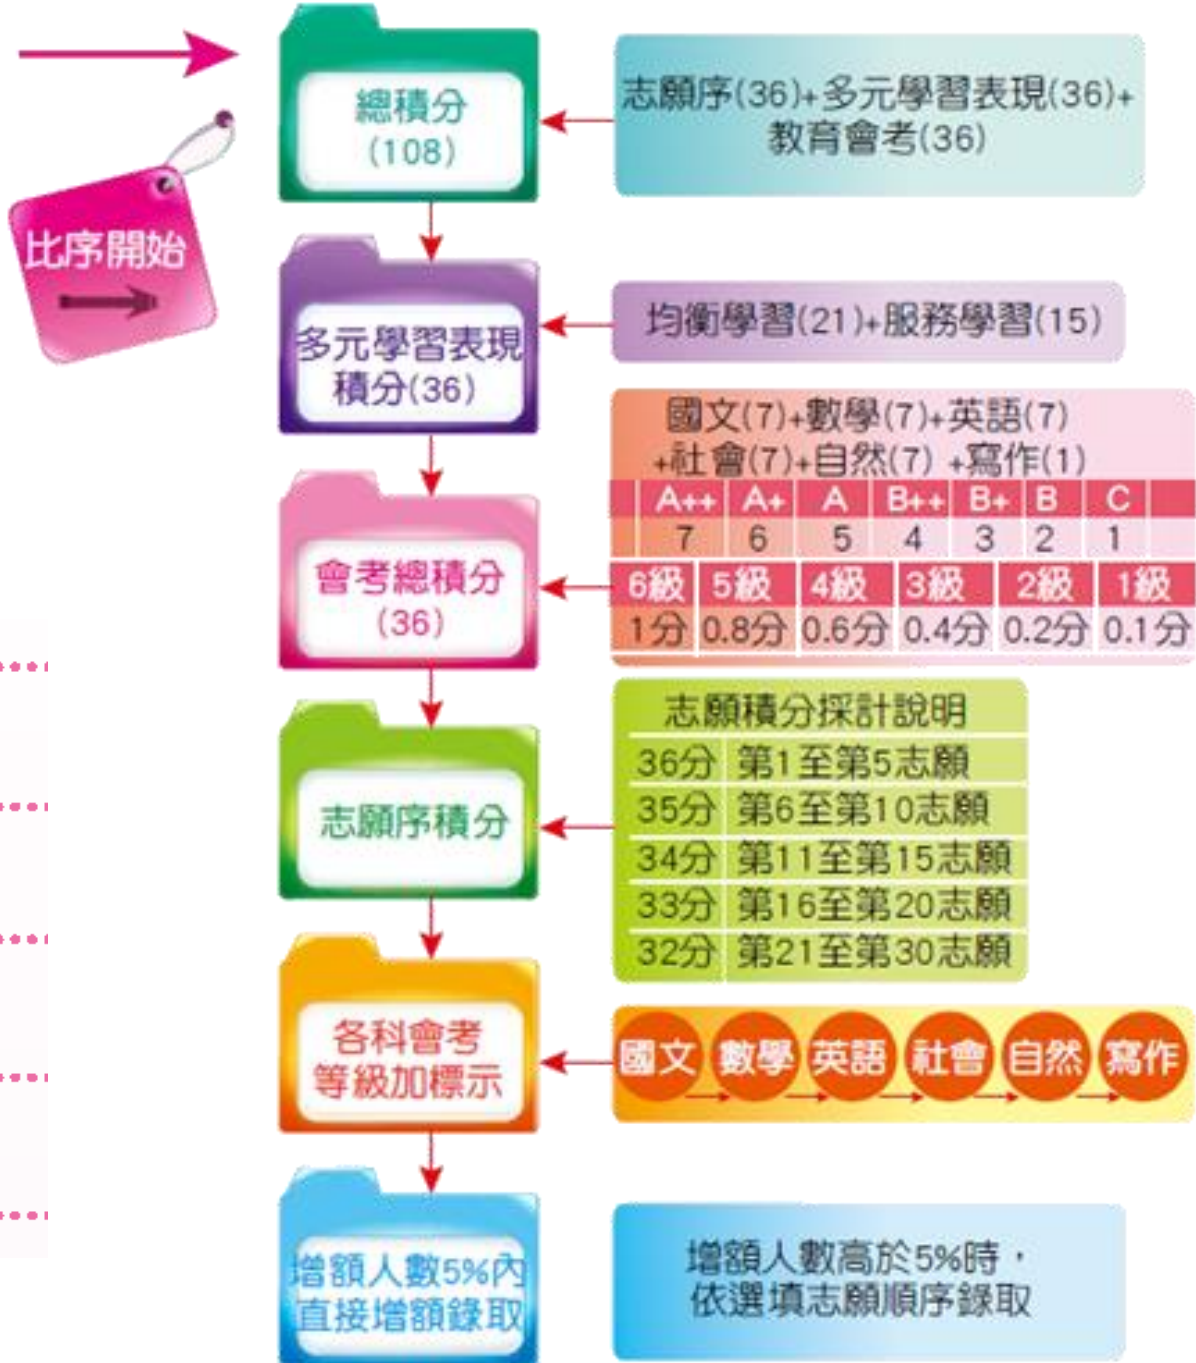 比序開始
總積分
(108)
志願序(36)+多元學習表現(36)+
教育會考(36)
多元學習表現
積分(36)
均衡學習(21)+服務學習(15)
會考總積分
(36)
國文(7)+數學(7)+英語(7)
+社會(7)+自然(7) +寫作(1)
A++ A+ A B++ B+ B C
7 6 5 4 3 2 1
6級 5級 4級 3級 2級 1級
1分 0.8分 0.6分 0.4分 0.2分 0.1分
志願序積分
志願積分採計說明
36分 第1至第5志願
35分 第6至第10志願
34分 第11至第15志願
33分 第16至第20志願
32分 第21至第30志願
各科會考
等級加標示
國文 數學 英語 社會 自然 寫作
增額人數5%內
直接增額錄取
增額人數高於5%時，
依選填志願順序錄取